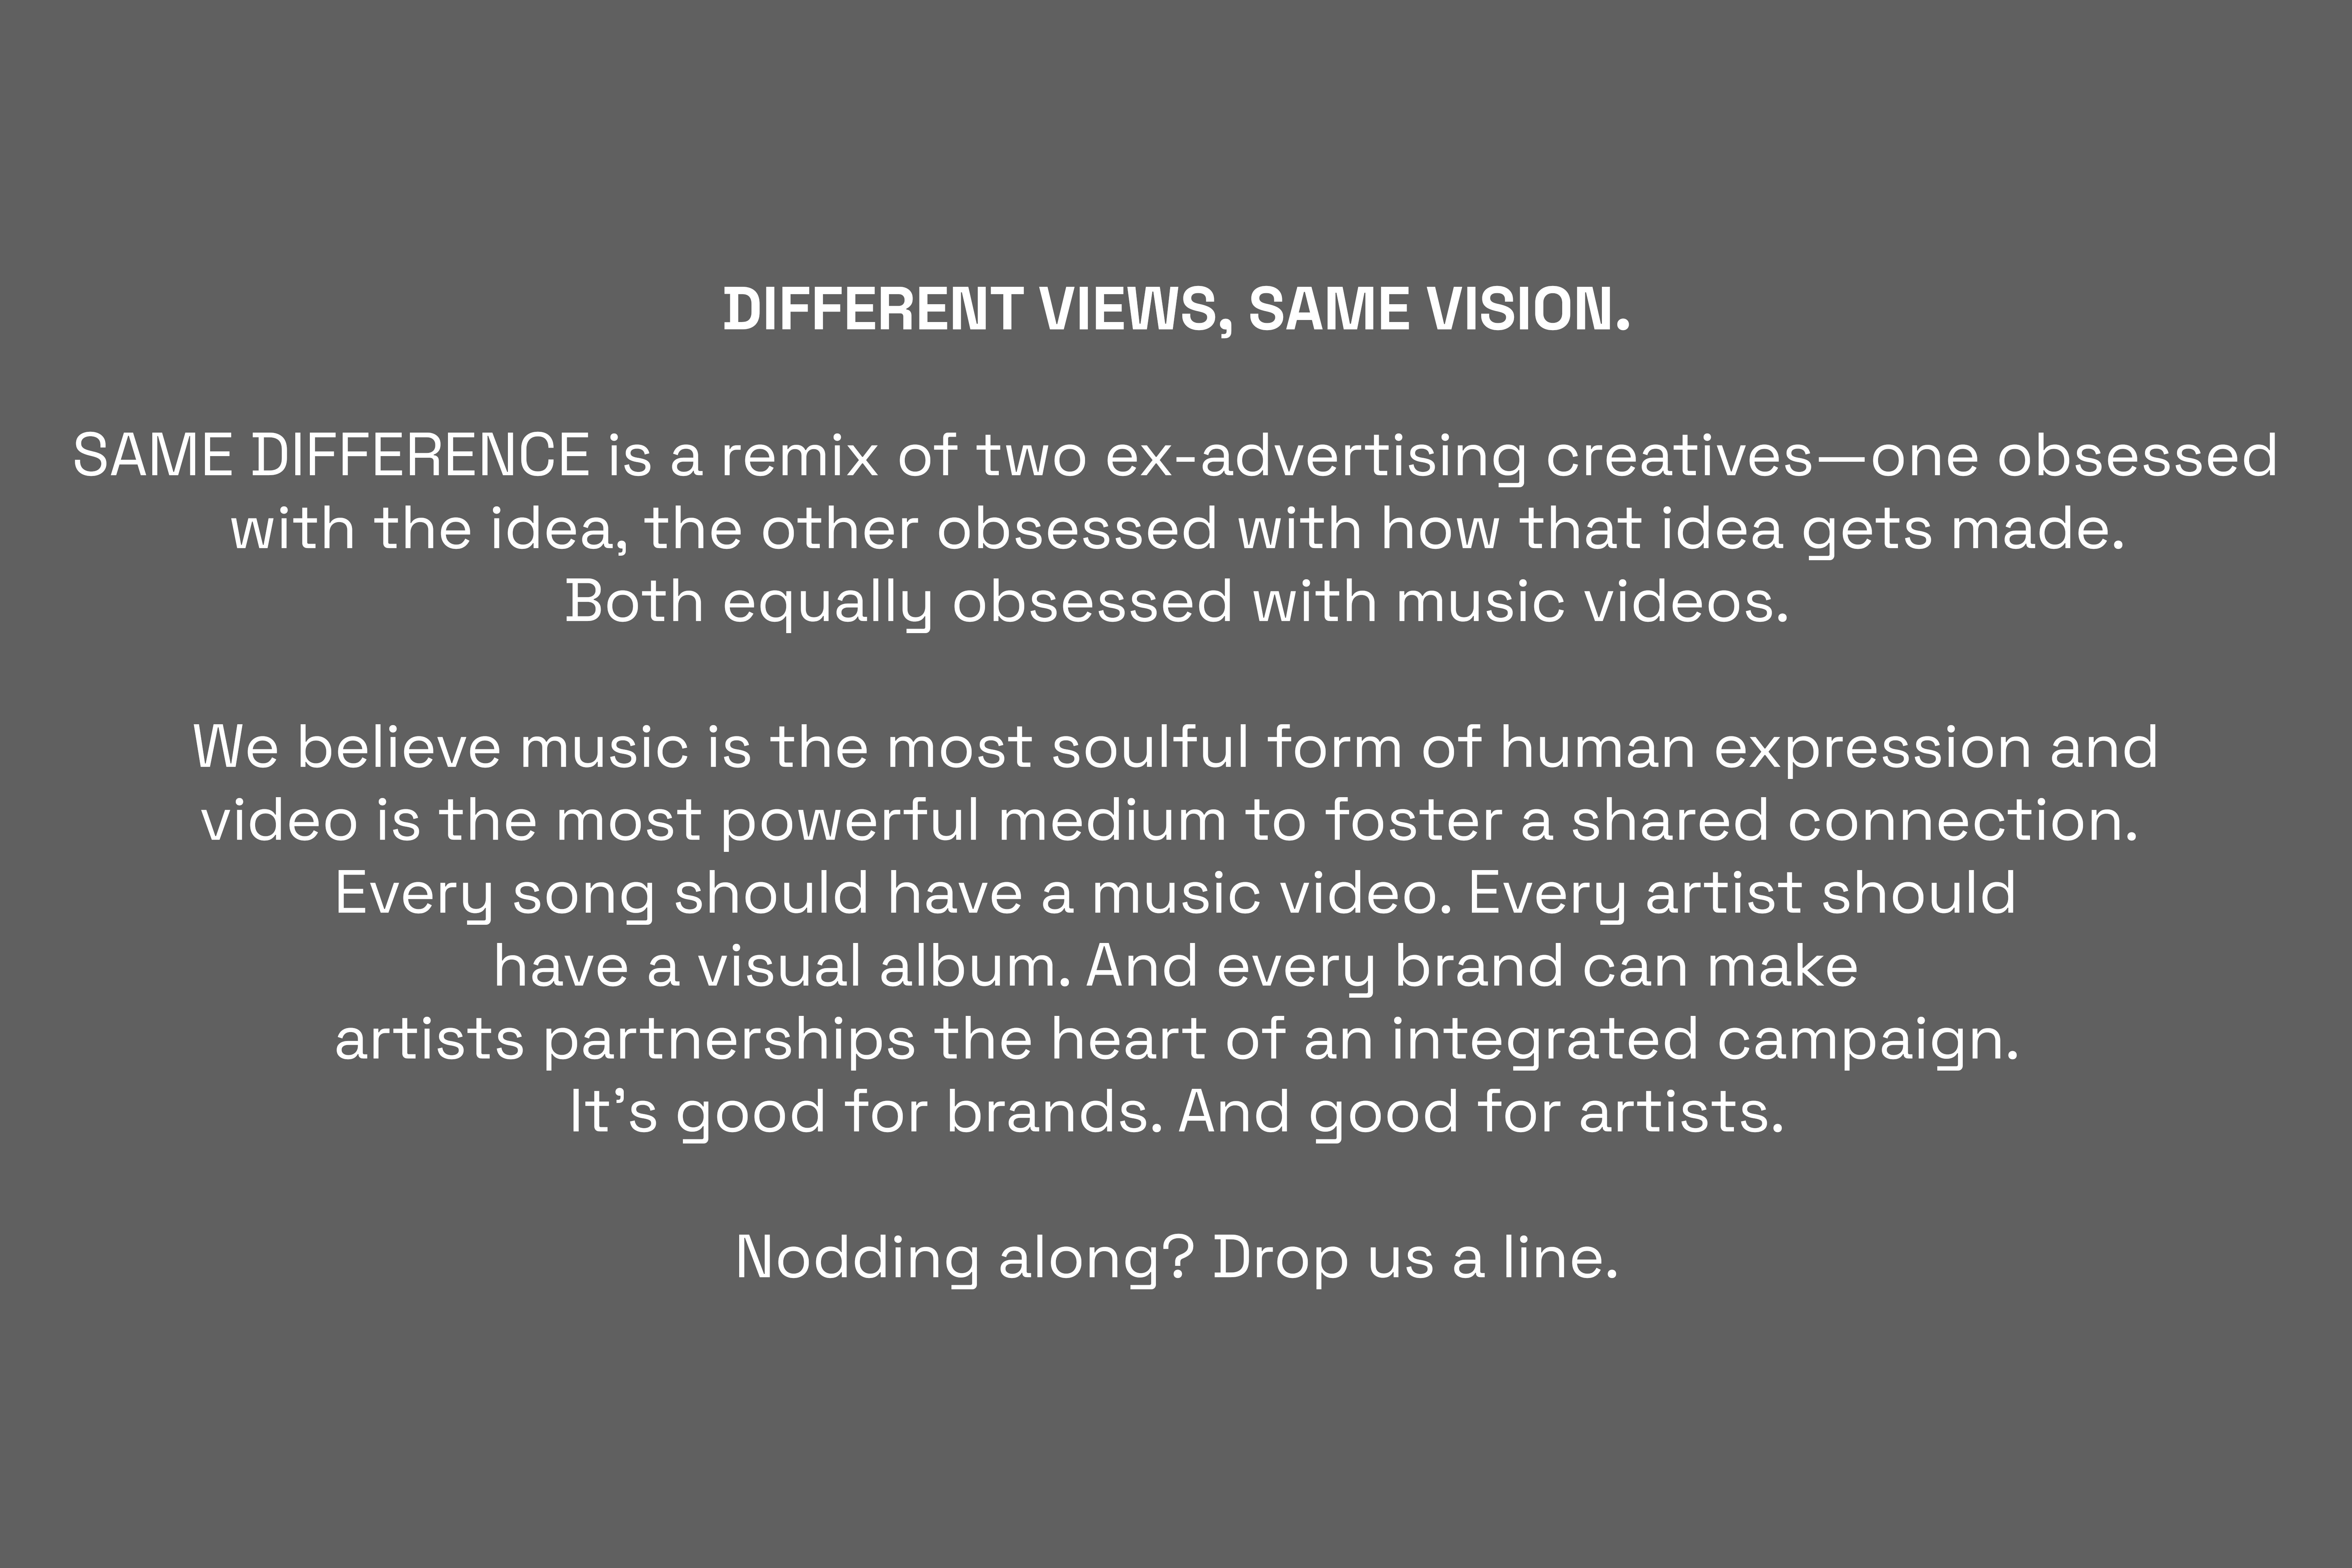 DIFFERENT VIEWS, SAME VISION.
SAME DIFFERENCE is a remix of two ex-advertising creatives—one obsessed
with the idea, the other obsessed with how that idea gets made.
Both equally obsessed with music videos.
We believe music is the most soulful form of human expression and
video is the most powerful medium to foster a shared connection.
Every song should have a music video. Every artist should
have a visual album. And every brand can make
artists partnerships the heart of an integrated campaign.
It’s good for brands. And good for artists.
Nodding along? Drop us a line.